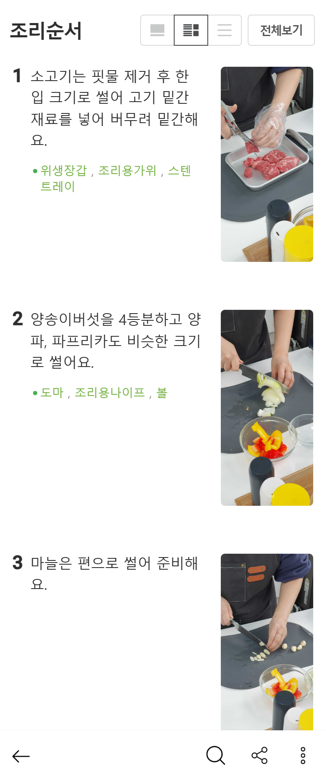 조리순서
전체보기
1 소고기는 핏물 제거 후 한
입 크기로 썰어 고기 밑간
재료를 넣어 버무려 밑간해
요.
위생장갑 , 조리용가위 , 스텐
트레이
2 양송이버섯을 4등분하고 양
파, 파프리카도 비슷한 크기
로 썰어요.
도마 , 조리용나이프 , 볼
3 마늘은 편으로 썰어 준비해
요.